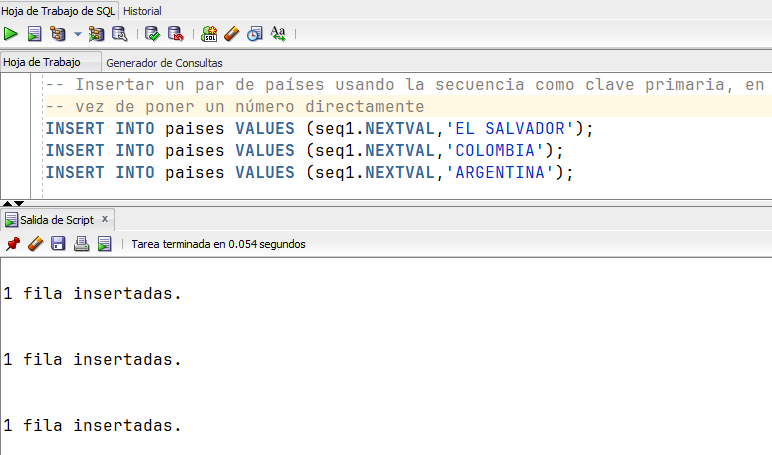 Hoja de Trabajo de SQL Historial
SQL Aa
Hoja de Trabajo Generador de Consultas
-- Insertar un par de países usando la secuencia como clave primaria, en
-- vez de poner un número directamente
INSERT INTO paises VALUES (seq1.NEXTVAL,'EL SALVADOR');
INSERT INTO paises VALUES (seq1.NEXTVAL,'COLOMBIA');
INSERT INTO paises VALUES (seq1.NEXTVAL,'ARGENTINA');
Salida de Script x
Tarea terminada en 0.054 segundos
1 fila insertadas.
1 fila insertadas.
1 fila insertadas.